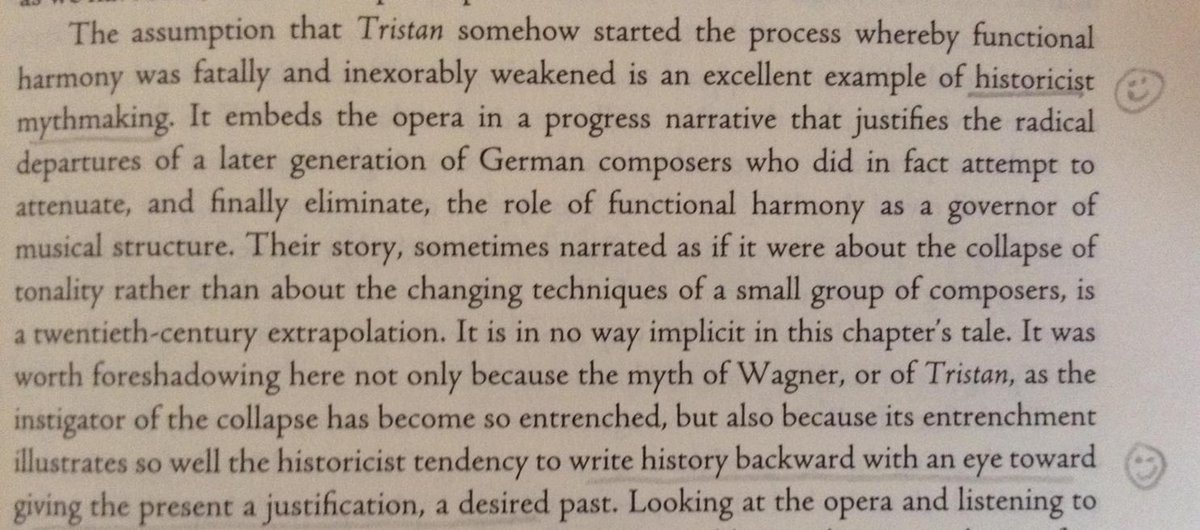 The assumption that Tristan somehow started the process whereby functional
harmony was fatally and inexorably weakened is an excellent example of historicist
mythmaking. It embeds the opera in a progress narrative that justifies the radical
departures of a later generation of German composers who did in fact attempt to
attenuate, and finally eliminate, the role of functional harmony as a governor of
musical structure. Their story, sometimes narrated as if it were about the collapse of
tonality rather than about the changing techniques of a small group of composers, is
a twentieth-century extrapolation. It is in no way implicit in this chapter's tale. It was
worth foreshadowing here not only because the myth of Wagner, or of Tristan, as the
instigator of the collapse has become so entrenched, but also because its entrenchment
illustrates so well the historicist tendency to write history backward with an eye toward
giving the present a justification, a desired past. Looking at the opera and listening to